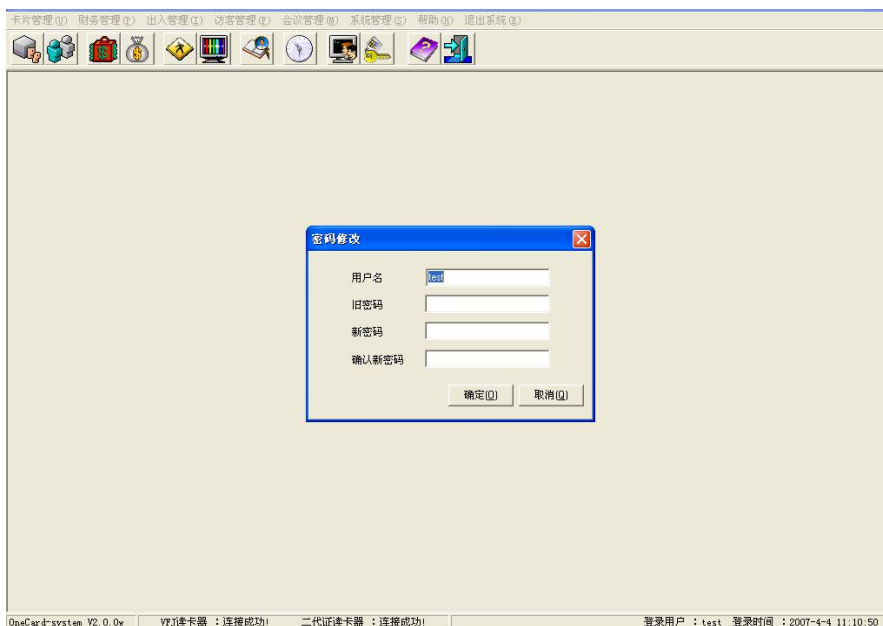 卡片管理(U) 财务管理(P) 出入管理(I) 访客管理(V) 会议管理(M) 系统管理(S) 帮助(H) 退出系统(X)
密码修改
用户名 test
旧密码
新密码
确认新密码
确定(O) 取消(Q)
OneCard-system V2.0.0w VFJ读卡器 :连接成功! 二代证读卡器 :连接成功! 登录用户 :test 登录时间 :2007-4-4 11:10:50